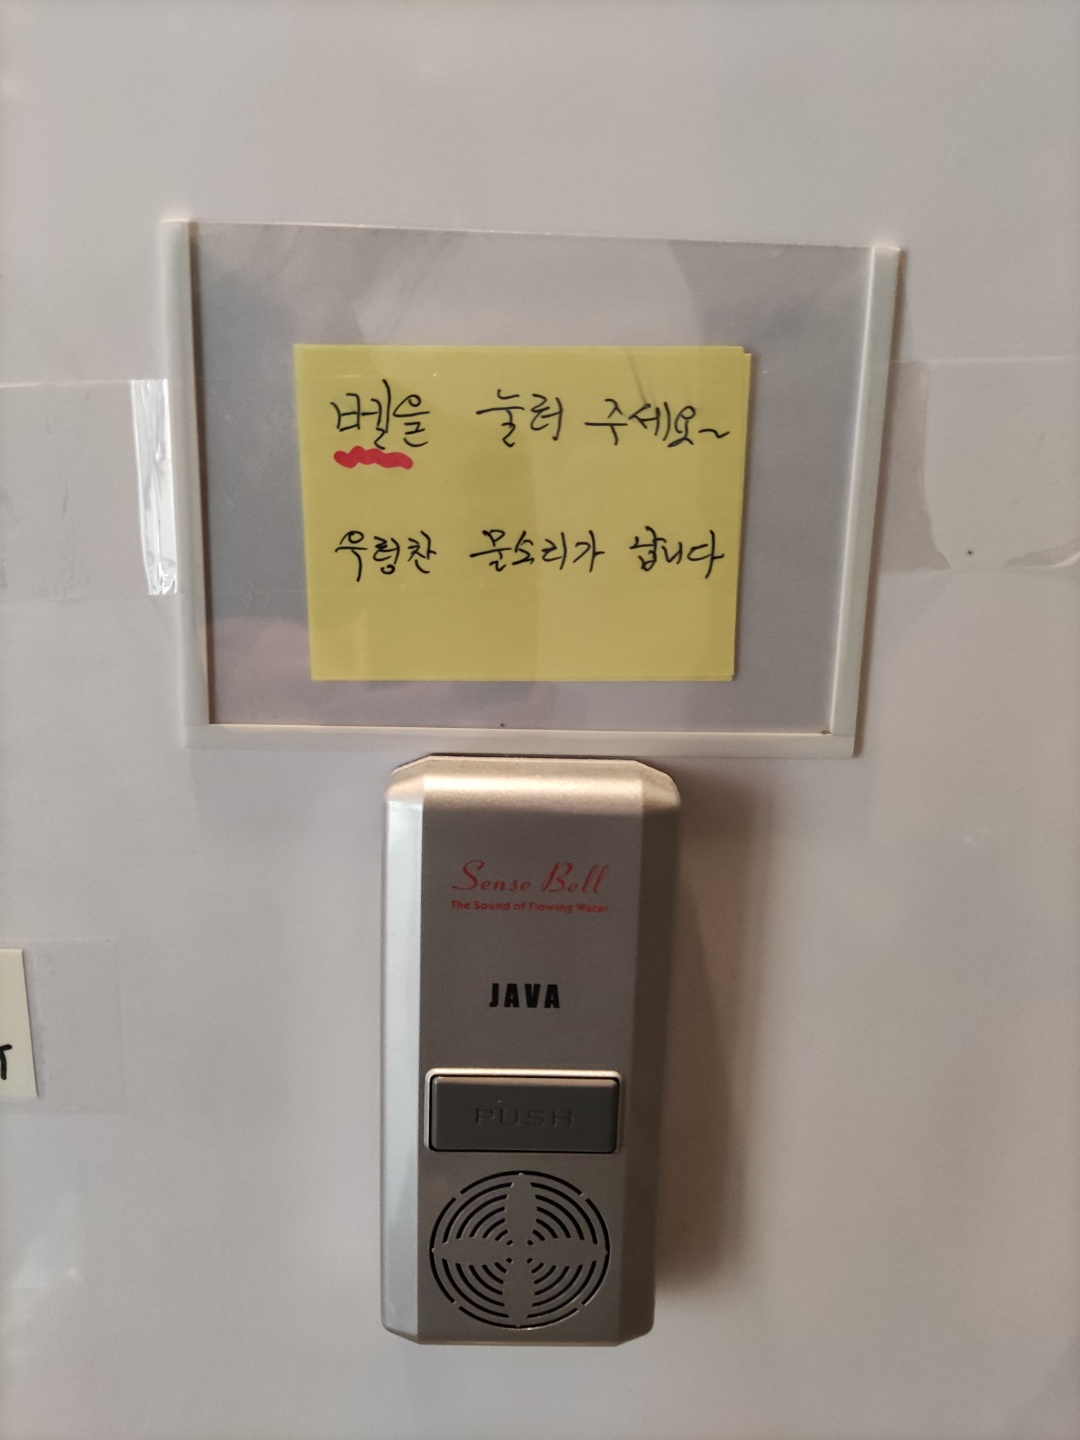 벨을 눌러 주세요~
우렁찬 물소리가 납니다
Sense Bell
The Sound of Flowing Water
JAVA
PUSH